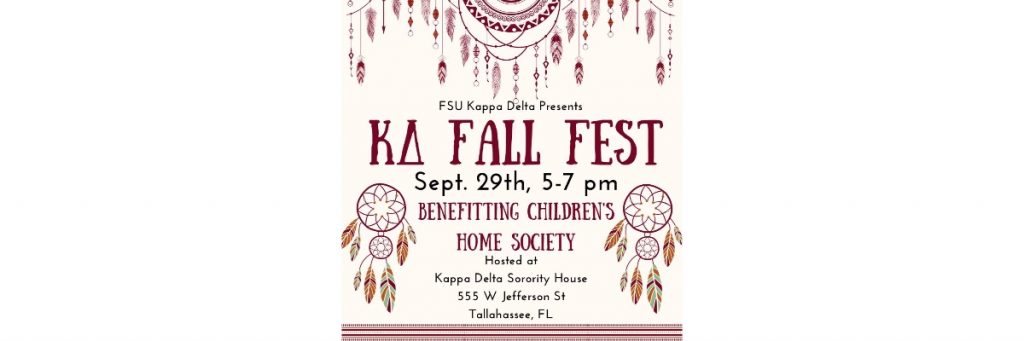 FSU Kappa Delta Presents
ΚΔ FALL FEST
Sept. 29th, 5-7 pm
BENEFITTING CHILDREN'S
HOME SOCIETY
Hosted at
Kappa Delta Sorority House
555 W Jefferson St
Tallahassee, FL